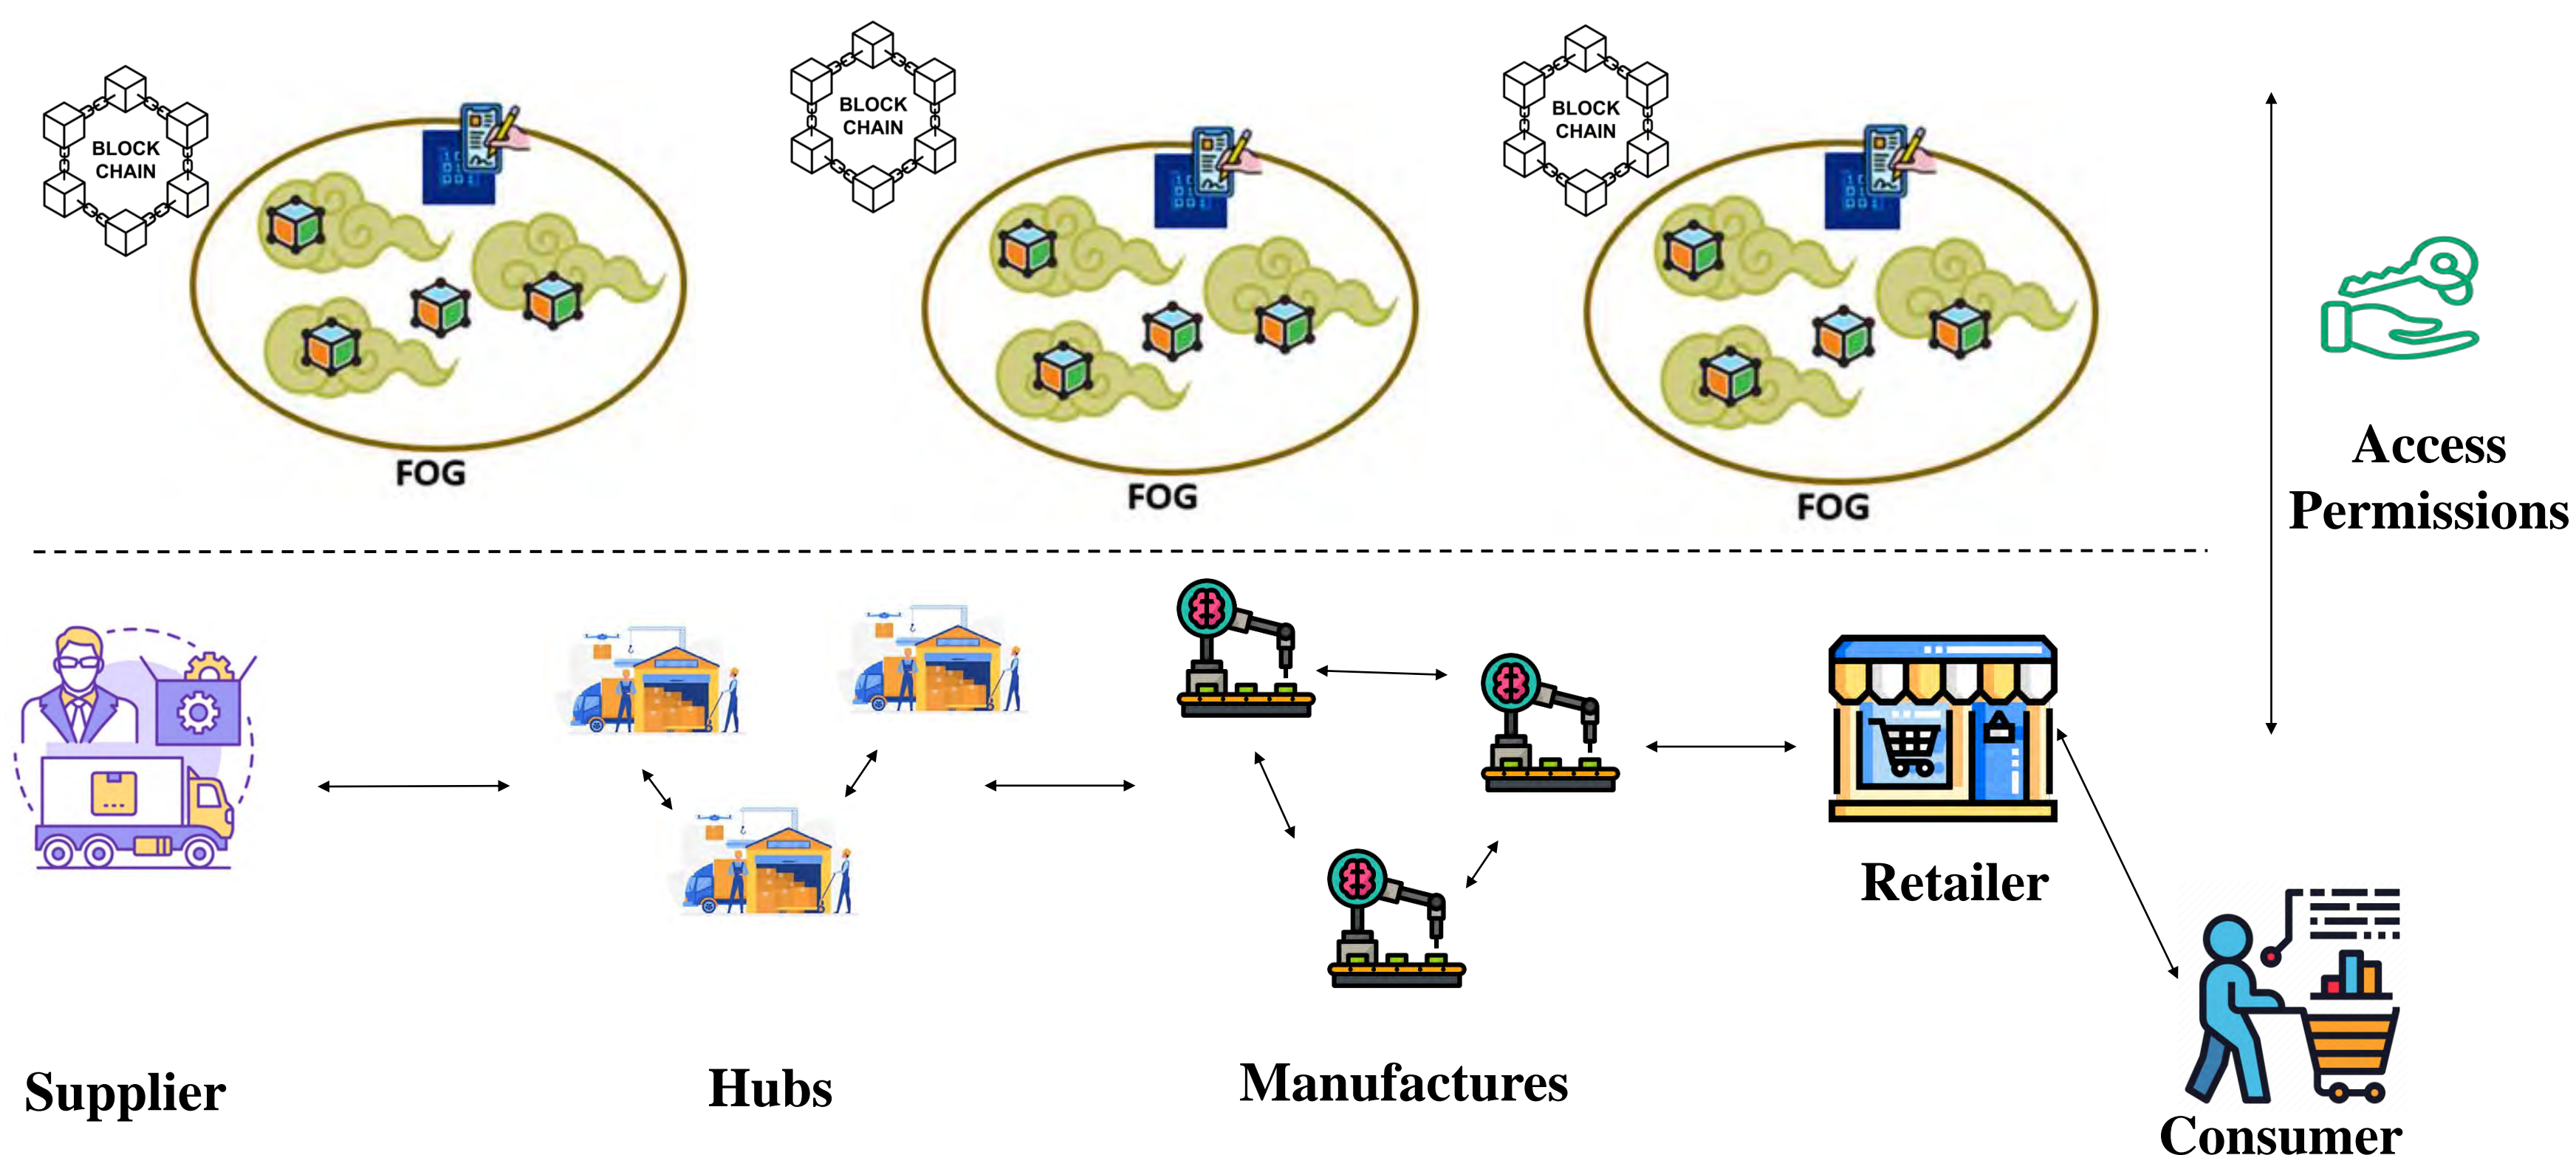 BLOCK
CHAIN
BLOCK
CHAIN
BLOCK
CHAIN
FOG
FOG
FOG
Access
Permissions
Supplier
Hubs
Manufactures
Retailer
Consumer